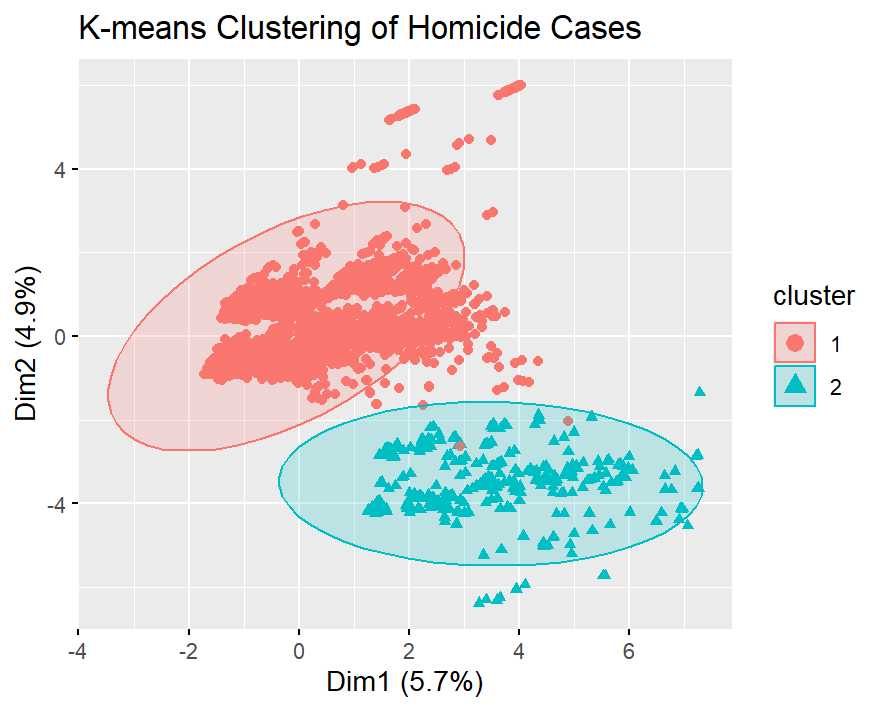 K-means Clustering of Homicide Cases
4
0
-4
Dim2 (4.9%)
-4 -2 0 2 4 6
Dim1 (5.7%)
cluster
1
2